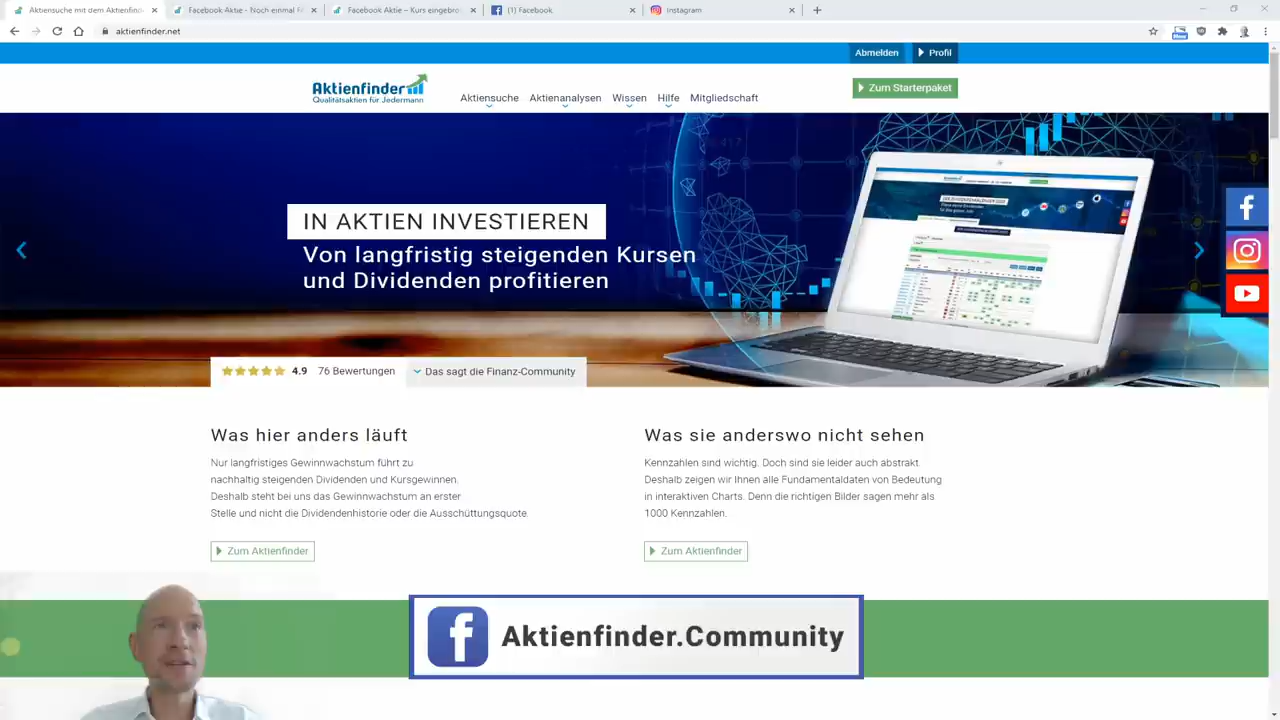 Aktiensuche mit dem Aktienfind
Facebook Aktie - Noch einmal F
Facebook Aktie – Kurs eingebro
(1) Facebook
Instagram
aktienfinder.net
New
Abmelden
Profil
Aktienfinder
Qualitätsaktien für Jedermann
Aktiensuche
Aktienanalysen
Wissen
Hilfe
Mitgliedschaft
Zum Starterpaket
IN AKTIEN INVESTIEREN
Von langfristig steigenden Kursen
und Dividenden profitieren
4.9 76 Bewertungen
Das sagt die Finanz-Community
Was hier anders läuft
Nur langfristiges Gewinnwachstum führt zu
nachhaltig steigenden Dividenden und Kursgewinnen.
Deshalb steht bei uns das Gewinnwachstum an erster
Stelle und nicht die Dividendenhistorie oder die Ausschüttungsquote.
Zum Aktienfinder
Was sie anderswo nicht sehen
Kennzahlen sind wichtig. Doch sind sie leider auch abstrakt.
Deshalb zeigen wir Ihnen alle Fundamentaldaten von Bedeutung
in interaktiven Charts. Denn die richtigen Bilder sagen mehr als
1000 Kennzahlen.
Zum Aktienfinder
Aktienfinder.Community